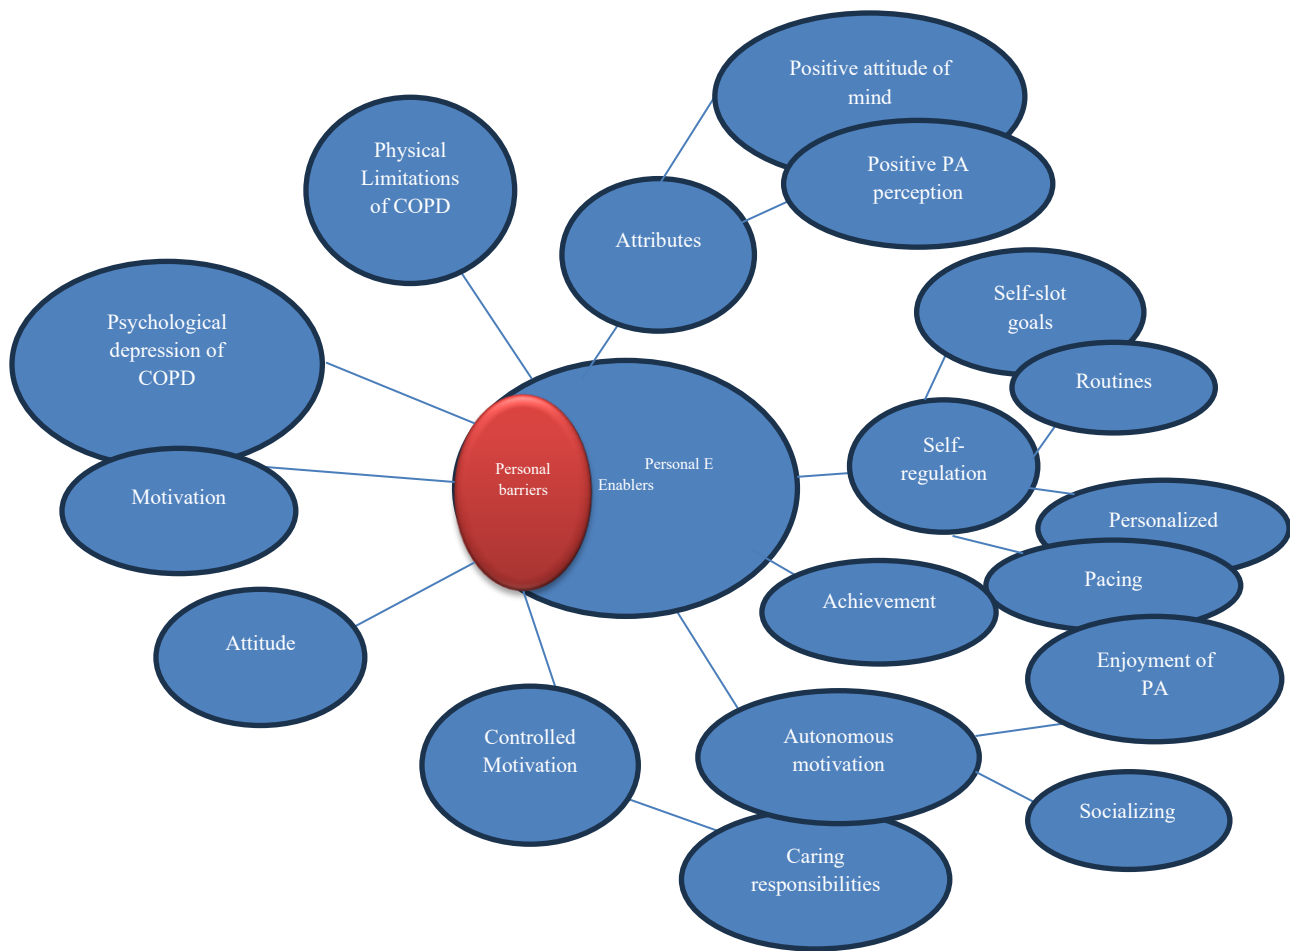 Positive attitude of
mind
Positive PA
perception
Physical
Limitations
of COPD
Attributes
Self-slot
goals
Routines
Psychological
depression of
COPD
Motivation
Personal
barriers
Personal E
Enablers
Self-
regulation
Personalized
Pacing
Achievement
Attitude
Enjoyment of
PA
Controlled
Motivation
Autonomous
motivation
Socializing
Caring
responsibilities